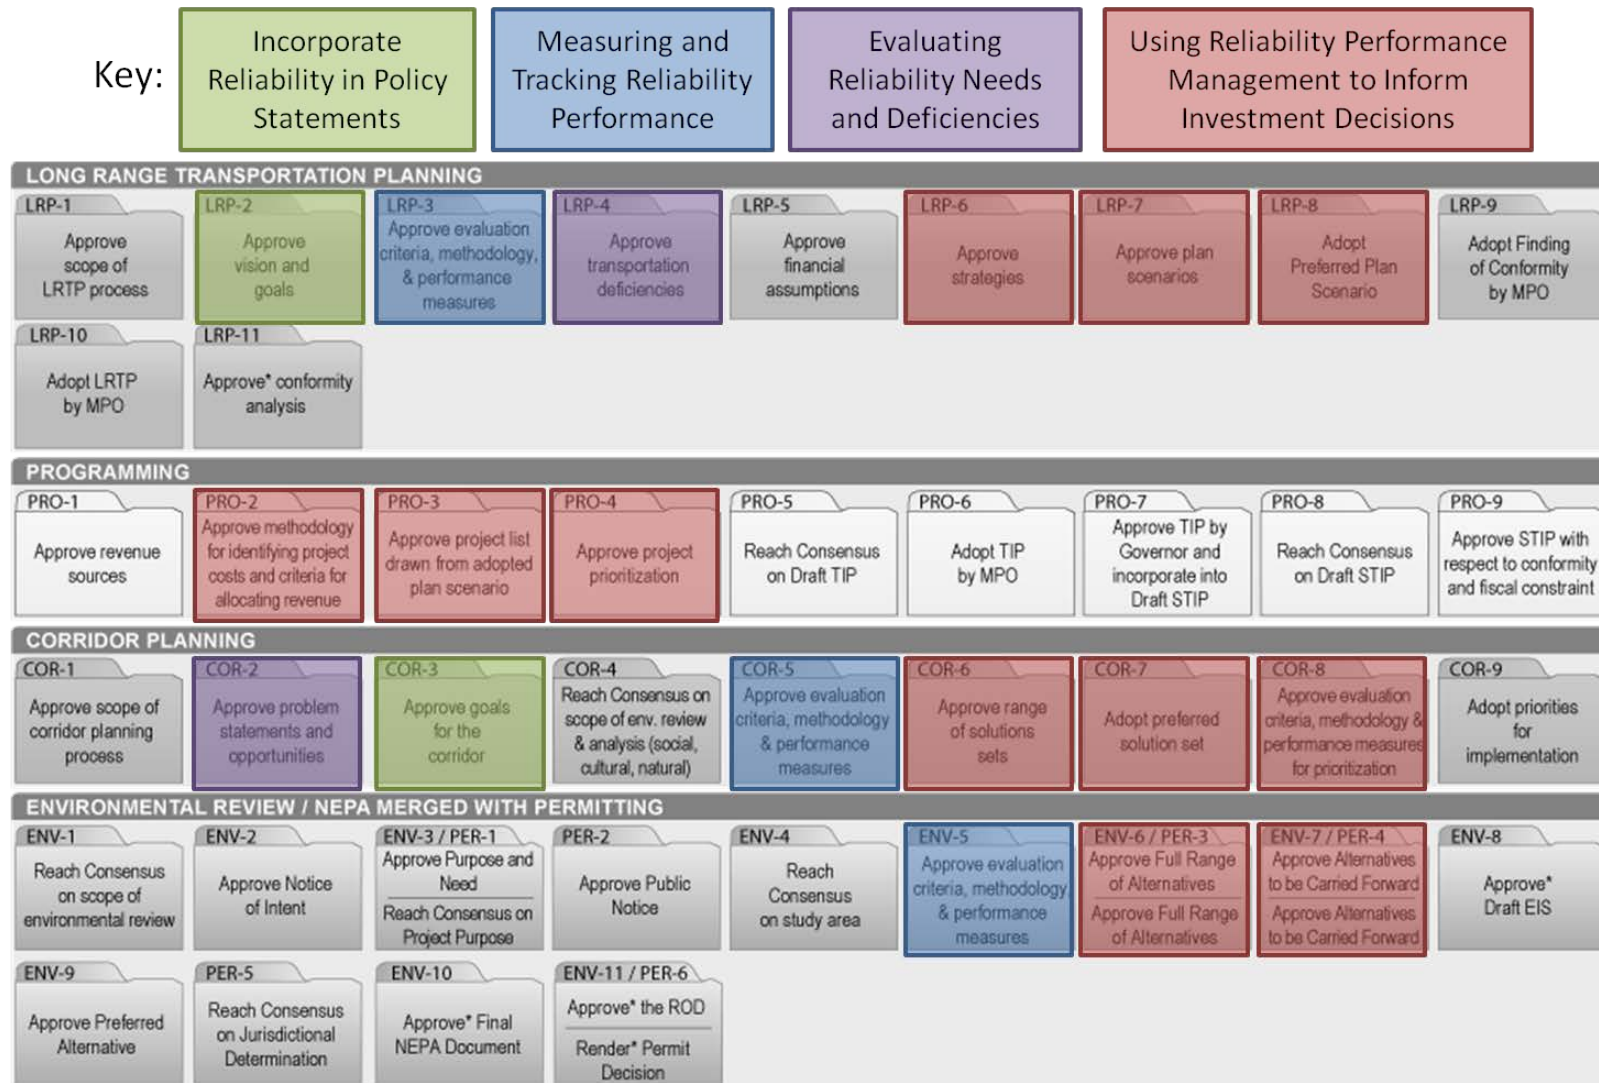 Key:
Incorporate
Reliability in Policy
Statements
Measuring and
Tracking Reliability
Performance
Evaluating
Reliability Needs
and Deficiencies
Using Reliability Performance
Management to Inform
Investment Decisions
LONG RANGE TRANSPORTATION PLANNING
LRP-1
Approve
scope of
LRTP process
LRP-2
Approve
vision and
goals
LRP-3
Approve evaluation
criteria, methodology,
& performance
measures
LRP-4
Approve
transportation
deficiencies
LRP-5
Approve
financial
assumptions
LRP-6
Approve
strategies
LRP-7
Approve plan
scenarios
LRP-8
Adopt
Preferred Plan
Scenario
LRP-9
Adopt Finding
of Conformity
by MPO
LRP-10
Adopt LRTP
by MPO
LRP-11
Approve* conformity
analysis
PROGRAMMING
PRO-1
Approve revenue
sources
PRO-2
Approve methodology
for identifying project
costs and criteria for
allocating revenue
PRO-3
Approve project list
drawn from adopted
plan scenario
PRO-4
Approve project
prioritization
PRO-5
Reach Consensus
on Draft TIP
PRO-6
Adopt TIP
by MPO
PRO-7
Approve TIP by
Governor and
incorporate into
Draft STIP
PRO-8
Reach Consensus
on Draft STIP
PRO-9
Approve STIP with
respect to conformity
and fiscal constraint
CORRIDOR PLANNING
COR-1
Approve scope of
corridor planning
process
COR-2
Approve problem
statements and
opportunities
COR-3
Approve goals
for the
corridor
COR-4
Reach Consensus on
scope of env. review
& analysis (social,
cultural, natural)
COR-5
Approve evaluation
criteria, methodology
& performance
measures
COR-6
Approve range
of solutions
sets
COR-7
Adopt preferred
solution set
COR-8
Approve evaluation
criteria, methodology &
performance measures
for prioritization
COR-9
Adopt priorities
for
implementation
ENVIRONMENTAL REVIEW / NEPA MERGED WITH PERMITTING
ENV-1
Reach Consensus
on scope of
environmental review
ENV-2
Approve Notice
of Intent
ENV-3 / PER-1
Approve Purpose and
Need
Reach Consensus on
Project Purpose
PER-2
Approve Public
Notice
ENV-4
Reach
Consensus
on study area
ENV-5
Approve evaluation
criteria, methodology,
& performance
measures
ENV-6 / PER-3
Approve Full Range
of Alternatives
Approve Full Range
of Alternatives
ENV-7 / PER-4
Approve Alternatives
to be Carried Forward
Approve Alternatives
to be Carried Forward
ENV-8
Approve*
Draft EIS
ENV-9
Approve Preferred
Alternative
PER-5
Reach Consensus
on Jurisdictional
Determination
ENV-10
Approve* Final
NEPA Document
ENV-11 / PER-6
Approve* the ROD
Render* Permit
Decision